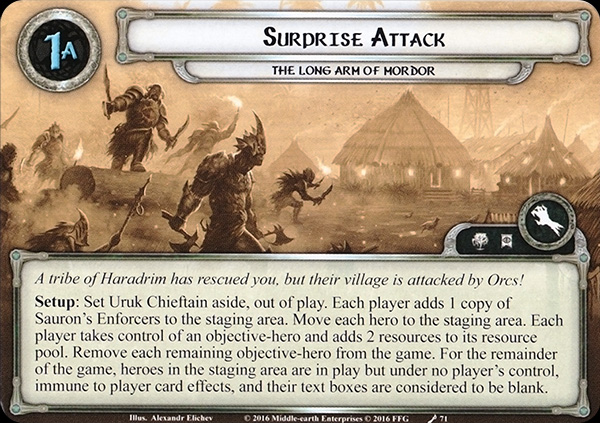 1A
SURPRISE ATTACK
THE LONG ARM OF MORDOR
A tribe of Haradrim has rescued you, but their village is attacked by Orcs!
Setup: Set Uruk Chieftain aside, out of play. Each player adds 1 copy of
Sauron's Enforcers to the staging area. Move each hero to the staging area. Each
player takes control of an objective-hero and adds 2 resources to its resource
pool. Remove each remaining objective-hero from the game. For the remainder
of the game, heroes in the staging area are in play but under no player's control,
immune to player card effects, and their text boxes are considered to be blank.
Illus. Alexandr Elichev © 2016 Middle-earth Enterprises © 2016 FFG 71